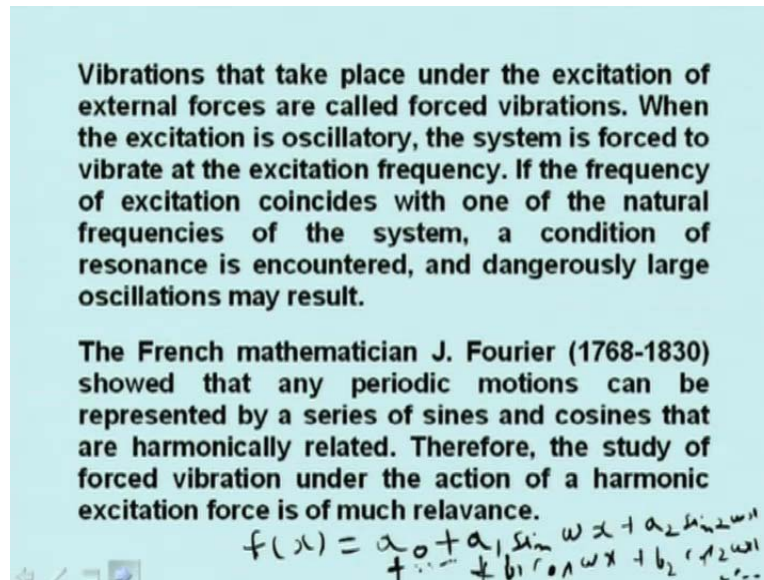 Vibrations that take place under the excitation of
external forces are called forced vibrations. When
the excitation is oscillatory, the system is forced to
vibrate at the excitation frequency. If the frequency
of excitation coincides with one of the natural
frequencies of the system, a condition of
resonance is encountered, and dangerously large
oscillations may result.
The French mathematician J. Fourier (1768-1830)
showed that any periodic motions can be
represented by a series of sines and cosines that
are harmonically related. Therefore, the study of
forced vibration under the action of a harmonic
excitation force is of much relavance.
f(x) = a0 + a1 sin wx + a2 sin 2wx
+ ... + b1 cos wx + b2 cos 2wx